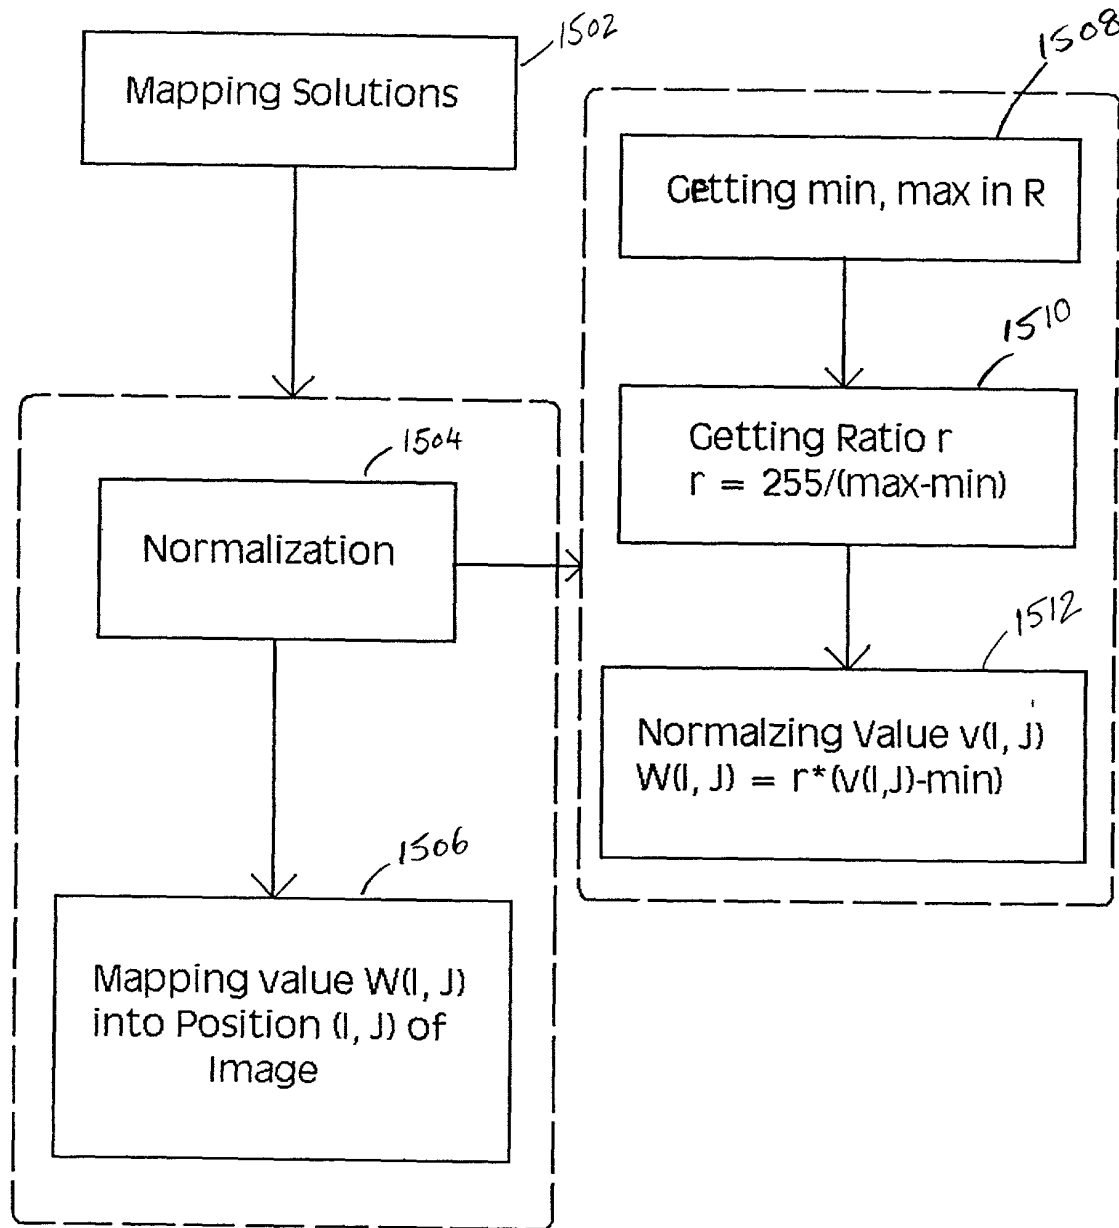 1502
Mapping Solutions
1504
Normalization
1506
Mapping value W(I, J)
into Position (I, J) of
Image
1508
Getting min, max in R
1510
Getting Ratio r
r = 255/(max-min)
1512
Normalzing Value v(I, J)
W(I, J) = r*(v(I,J)-min)